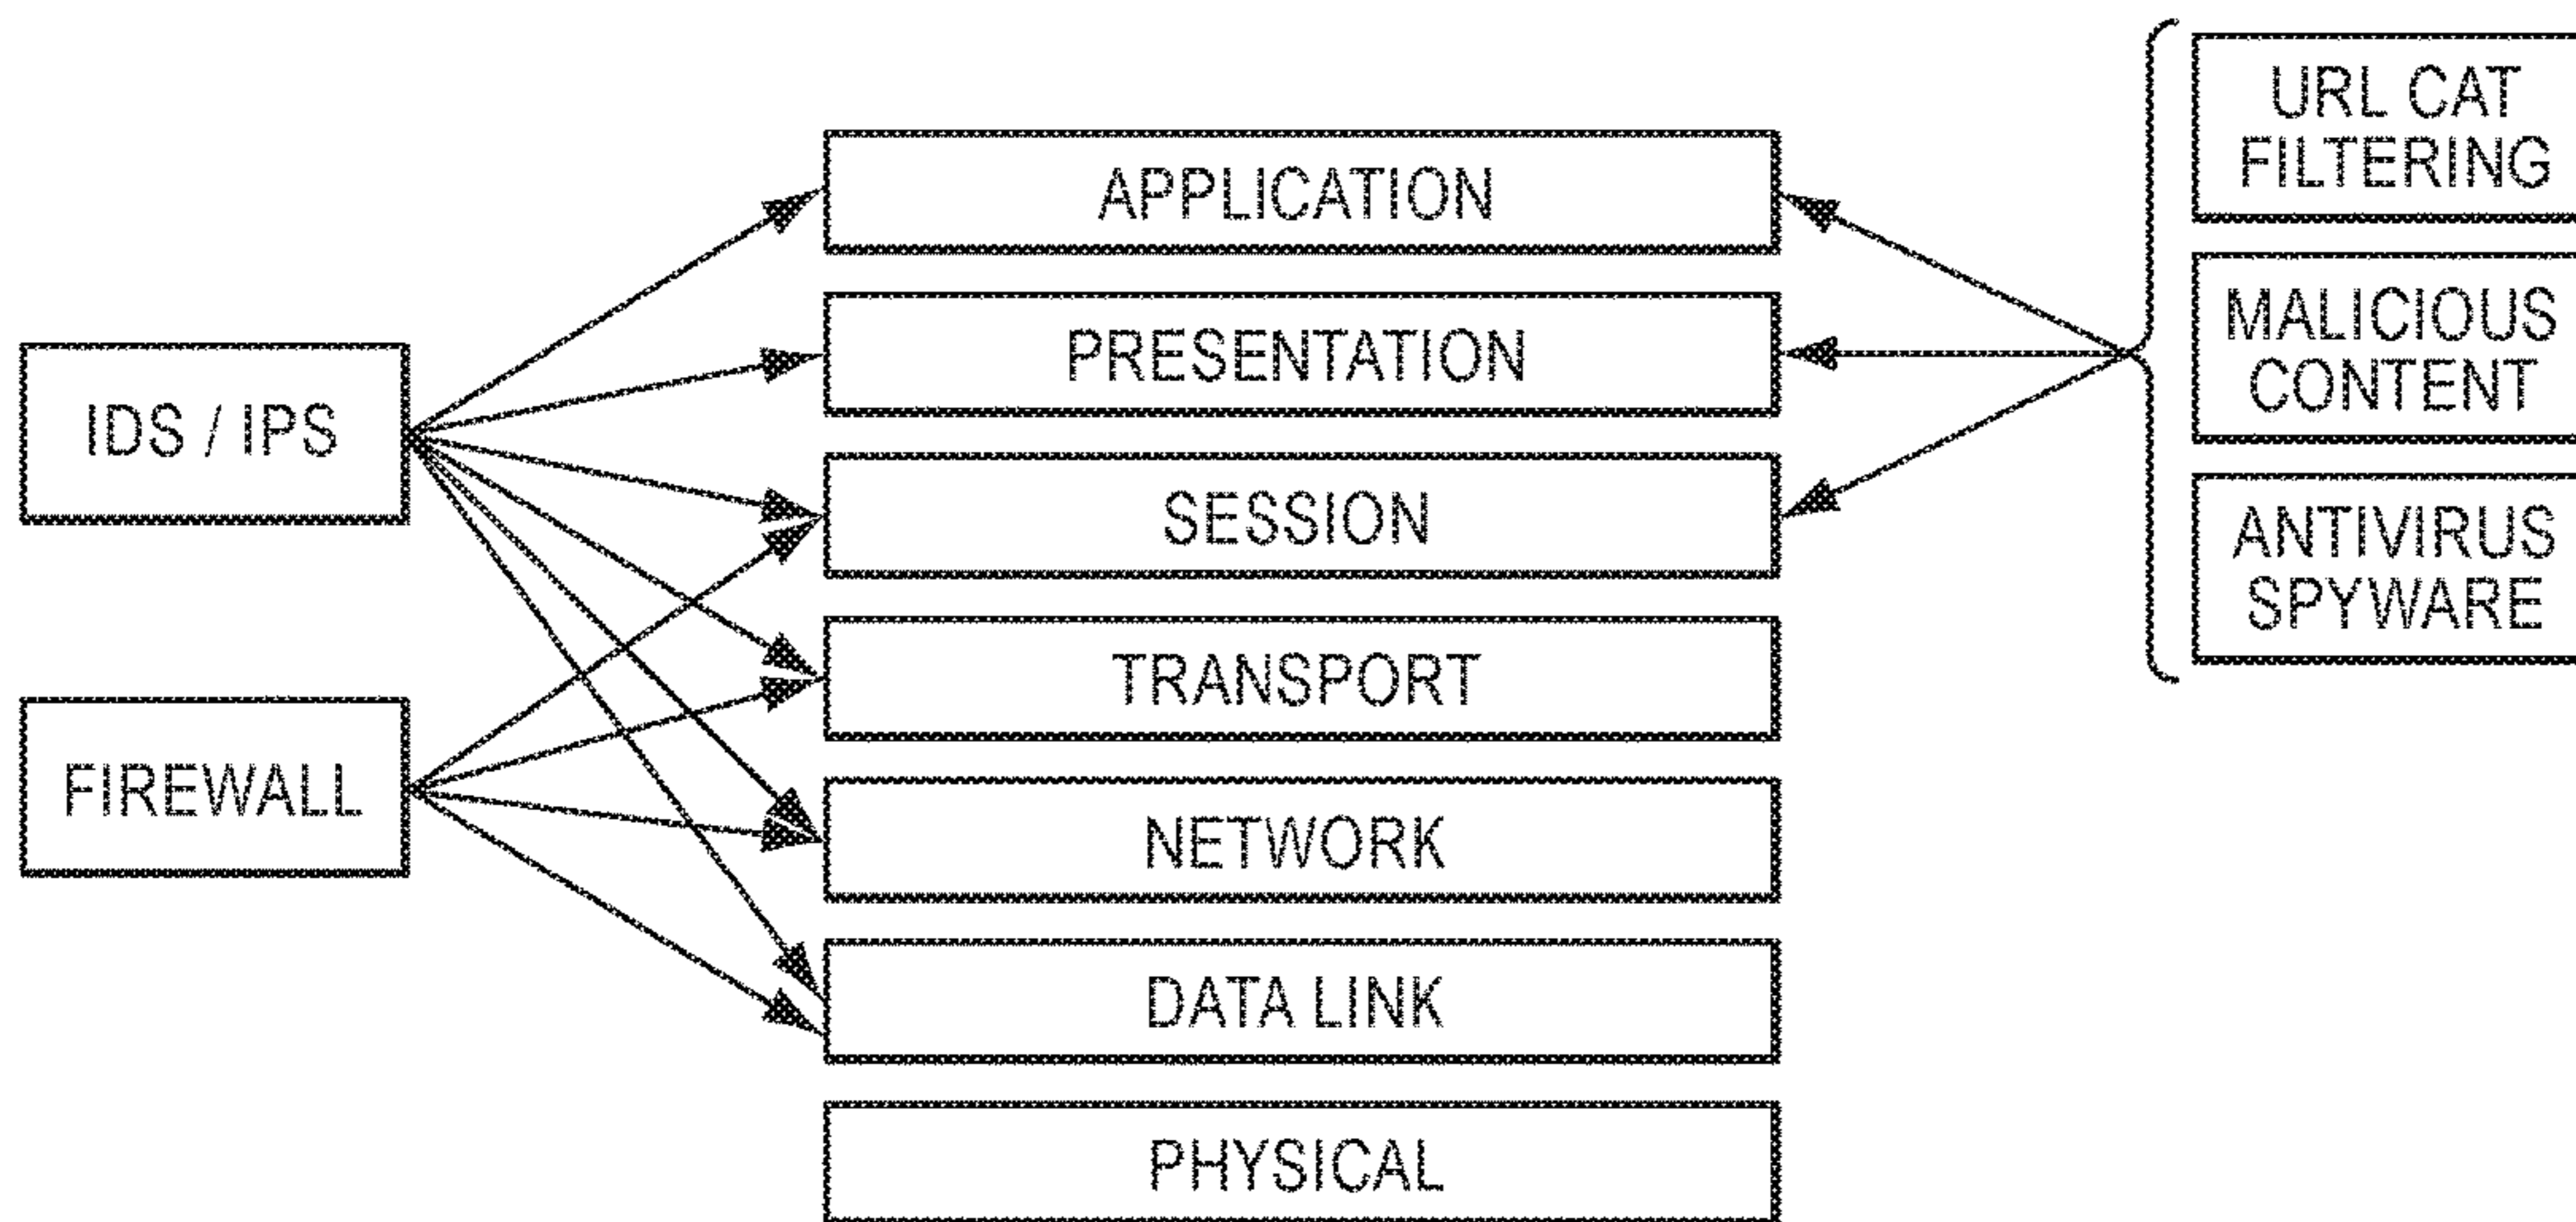 IDS / IPS
FIREWALL
APPLICATION
PRESENTATION
SESSION
TRANSPORT
NETWORK
DATA LINK
PHYSICAL
URL CAT
FILTERING
MALICIOUS
CONTENT
ANTIVIRUS
SPYWARE